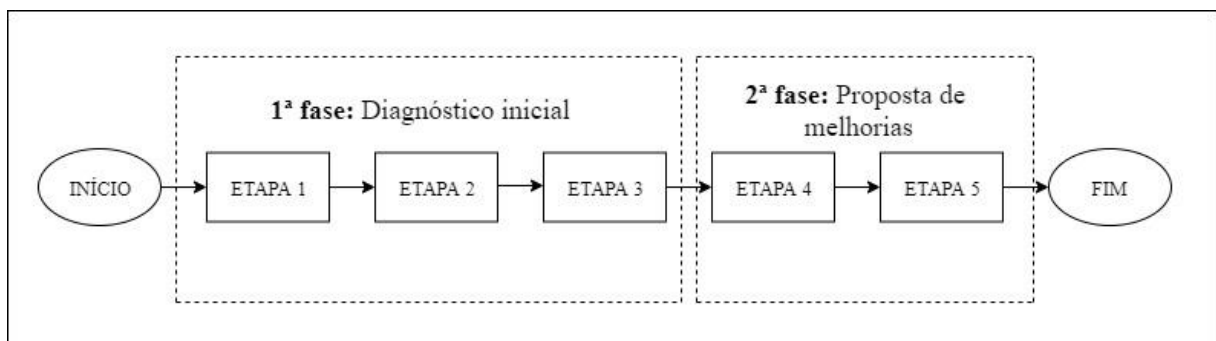 1ª fase: Diagnóstico inicial
2ª fase: Proposta de
melhorias
INÍCIO
ETAPA 1
ETAPA 2
ETAPA 3
ETAPA 4
ETAPA 5
FIM